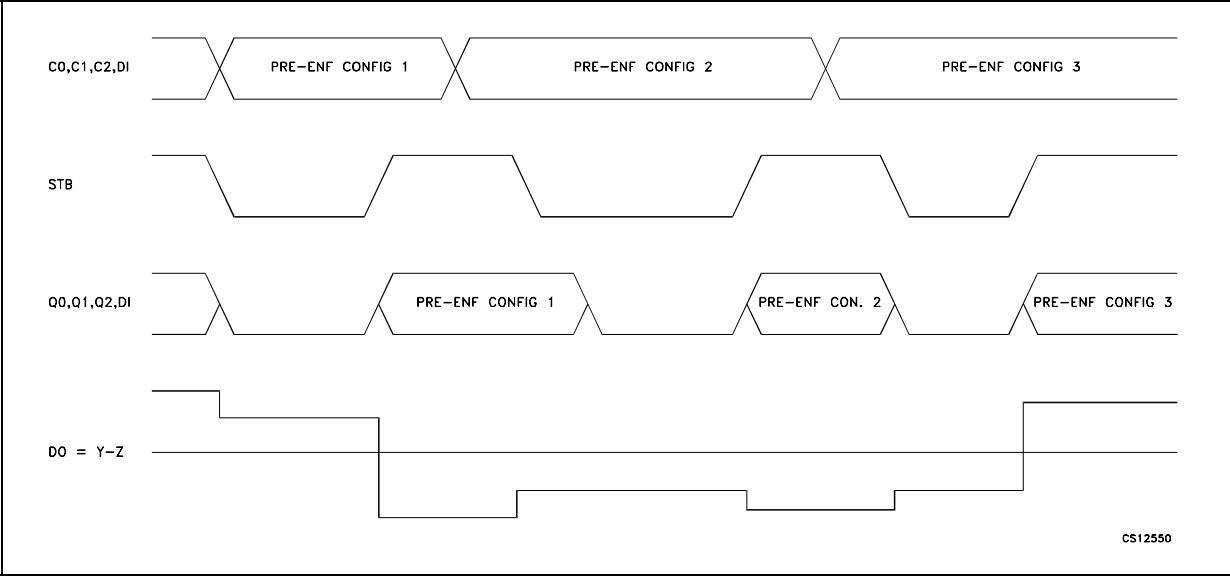 C0,C1,C2,DI
PRE-ENF CONFIG 1
PRE-ENF CONFIG 2
PRE-ENF CONFIG 3
STB
Q0,Q1,Q2,DI
PRE-ENF CONFIG 1
PRE-ENF CON. 2
PRE-ENF CONFIG 3
DO = Y-Z
CS12550